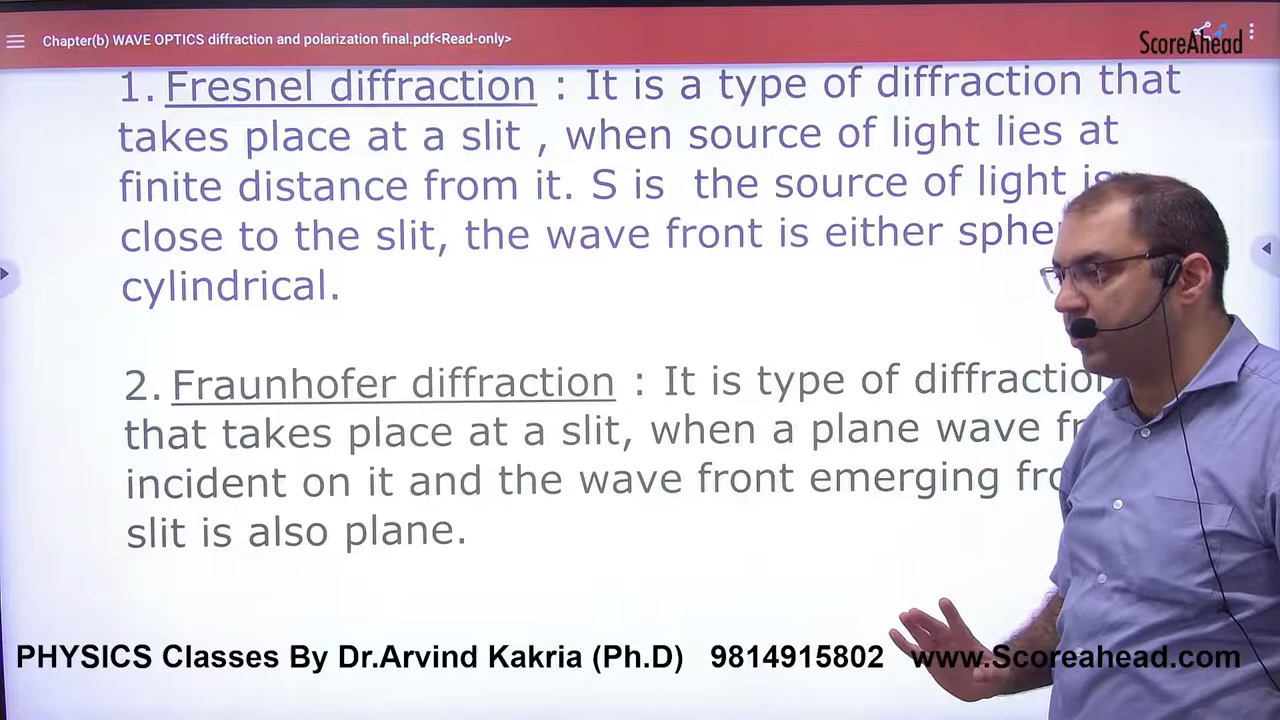 Chapter(b) WAVE OPTICS diffraction and polarization final.pdf<Read-only>
ScoreAhead
1. Fresnel diffraction : It is a type of diffraction that
takes place at a slit , when source of light lies at
finite distance from it. S is the source of light is
close to the slit, the wave front is either
cylindrical.
2. Fraunhofer diffraction : It is type of diffraction
that takes place at a slit, when a plane wave
incident on it and the wave front emerging
slit is also plane.
PHYSICS Classes By Dr.Arvind Kakria (Ph.D) 9814915802 www.Scoreahead.com